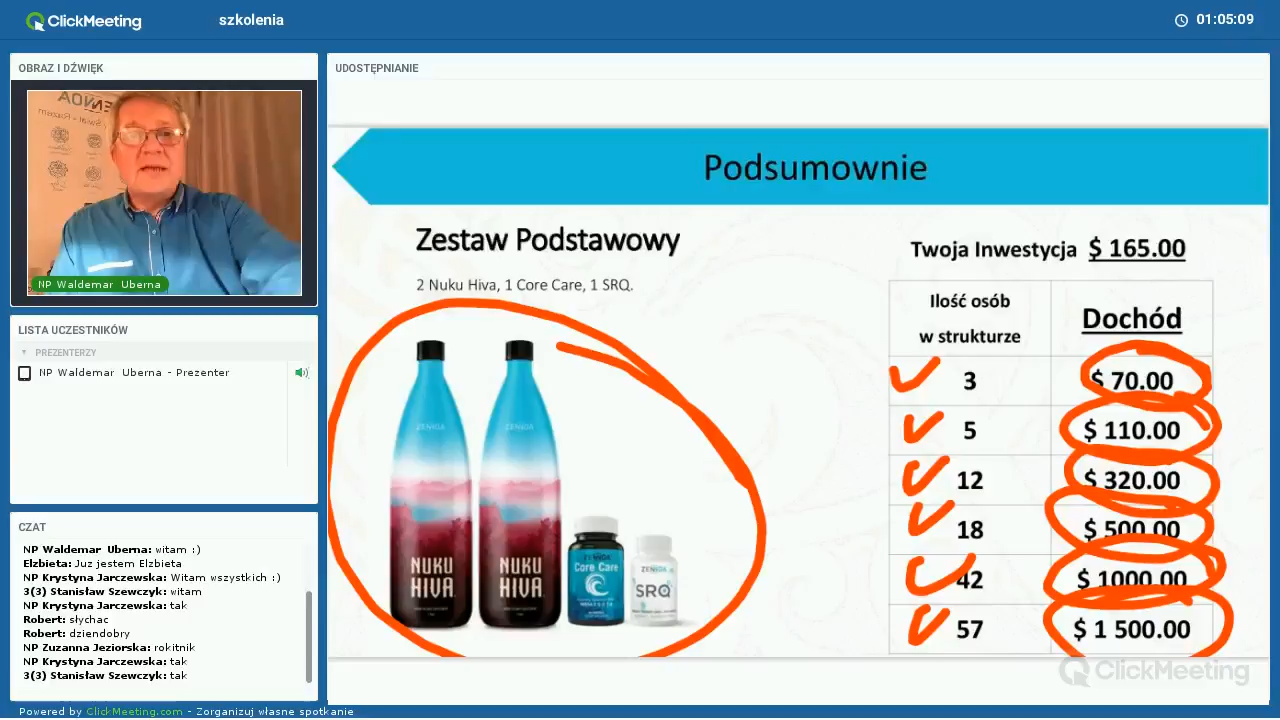 ClickMeeting
szkolenia
01:05:09
OBRAZ I DŹWIĘK
NP Waldemar Uberna
LISTA UCZESTNIKÓW
PREZENTERZY
NP Waldemar Uberna - Prezenter
CZAT
NP Waldemar Uberna: witam :)
Elzbieta: Juz jestem Elzbieta
NP Krystyna Jarczewska: Witam wszystkich :)
3(3) Stanisław Szewczyk: witam
NP Krystyna Jarczewska: tak
Robert: słychac
Robert: dziendobry
NP Zuzanna Jeziorska: rokitnik
NP Krystyna Jarczewska: tak
3(3) Stanisław Szewczyk: tak
UDOSTĘPNIANIE
Podsumownie
Zestaw Podstawowy
2 Nuku Hiva, 1 Core Care, 1 SRQ.
ZENNOA
NUKU
HIVA
ZENNOA
NUKU
HIVA
Core Care
SRQ
Twoja Inwestycja $ 165.00
Ilość osób
w strukturze
Dochód
3 $ 70.00
5 $ 110.00
12 $ 320.00
18 $ 500.00
42 $ 1000.00
57 $ 1 500.00
ClickMeeting
Powered by ClickMeeting.com - Zorganizuj własne spotkanie